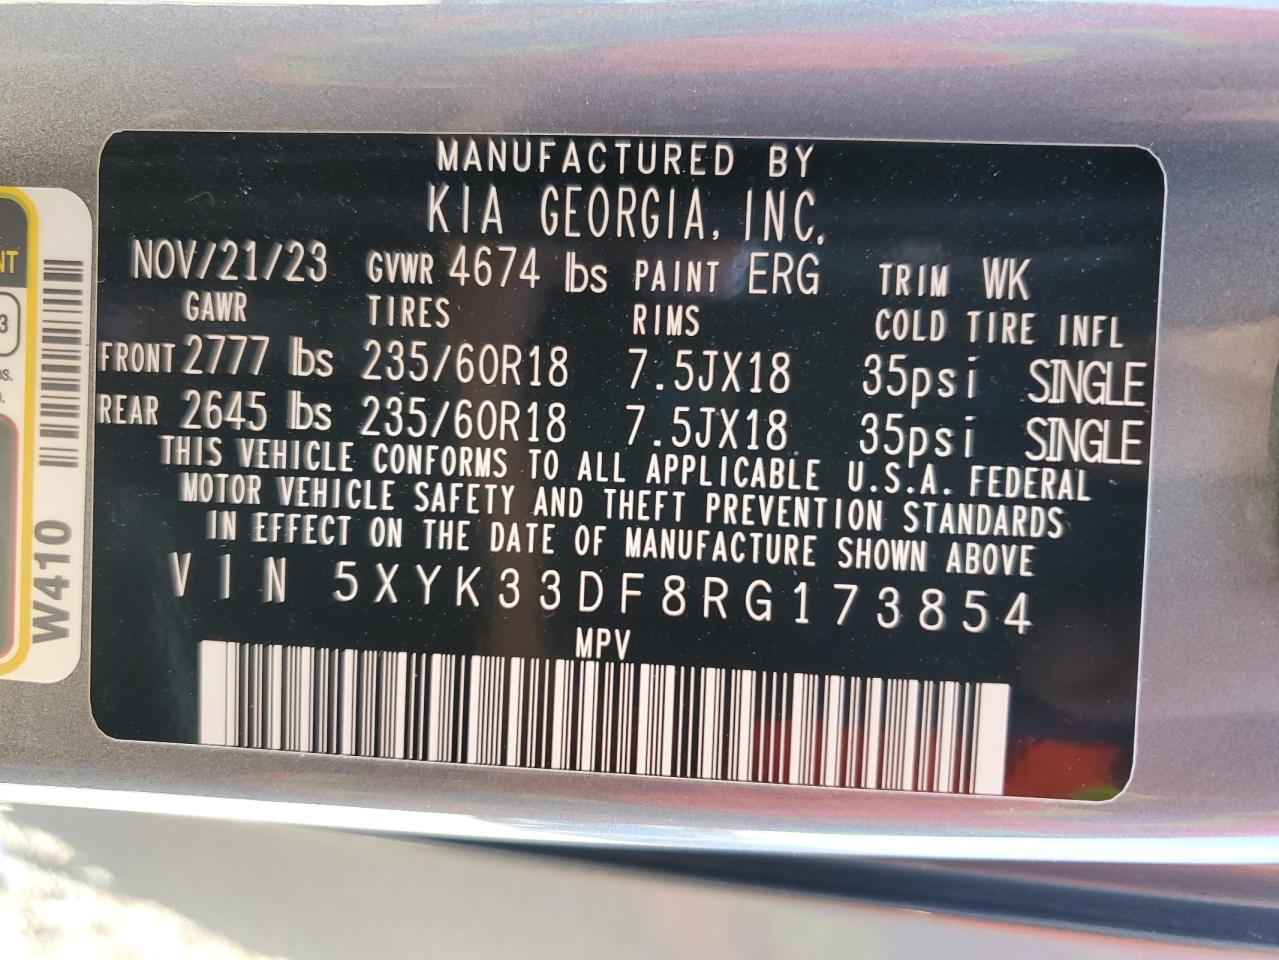 MANUFACTURED BY
KIA GEORGIA, INC.
NOV/21/23 GVWR 4674 lbs PAINT ERG TRIM WK
GAWR TIRES RIMS COLD TIRE INFL
FRONT 2777 lbs 235/60R18 7.5JX18 35psi SINGLE
REAR 2645 lbs 235/60R18 7.5JX18 35psi SINGLE
THIS VEHICLE CONFORMS TO ALL APPLICABLE U.S.A. FEDERAL
MOTOR VEHICLE SAFETY AND THEFT PREVENTION STANDARDS
IN EFFECT ON THE DATE OF MANUFACTURE SHOWN ABOVE
VIN 5XYK33DF8RG173854
MPV
W410